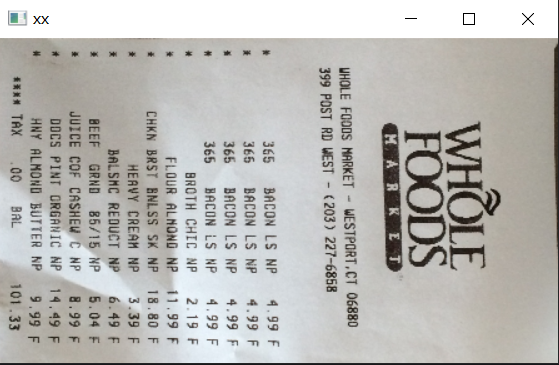 xx
WHOLE
FOODS
MARKET
WHOLE FOODS MARKET - WESTPORT,CT 06880
399 POST RD WEST - (203) 227-6858
* 365 BACON LS NP 4.99 F
* 365 BACON LS NP 4.99 F
* 365 BACON LS NP 4.99 F
* 365 BACON LS NP 4.99 F
* BROTH CHIC NP 2.19 F
* FLOUR ALMOND NP 11.99 F
* CHKN BRST BNLSS SK NP 18.80 F
* HEAVY CREAM NP 3.39 F
* BALSMC REDUCT NP 6.49 F
* BEEF GRND 85/15 NP 5.04 F
* JUICE COF CASHEW C NP 8.99 F
* DOCS PINT ORGANIC NP 14.49 F
* HNY ALMOND BUTTER NP 9.99 F
**** TAX .00 BAL 101.33